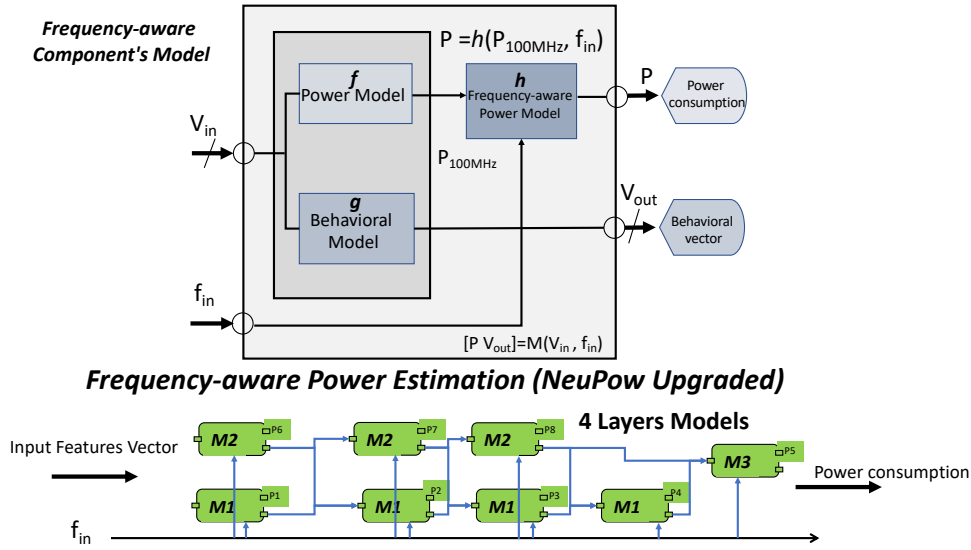 Frequency-aware
Component's Model
P =h(P100MHz, fin)
f
Power Model
h
Frequency-aware
Power Model
P
Power
consumption
Vin
P100MHz
g
Behavioral
Model
Vout
Behavioral
vector
fin
[P Vout]=M(Vin , fin)
Frequency-aware Power Estimation (NeuPow Upgraded)
4 Layers Models
Input Features Vector
M2
P6
M2
P7
M2
P8
M3
P5
Power consumption
M1
P1
M1
P2
M1
P3
M1
P4
fin